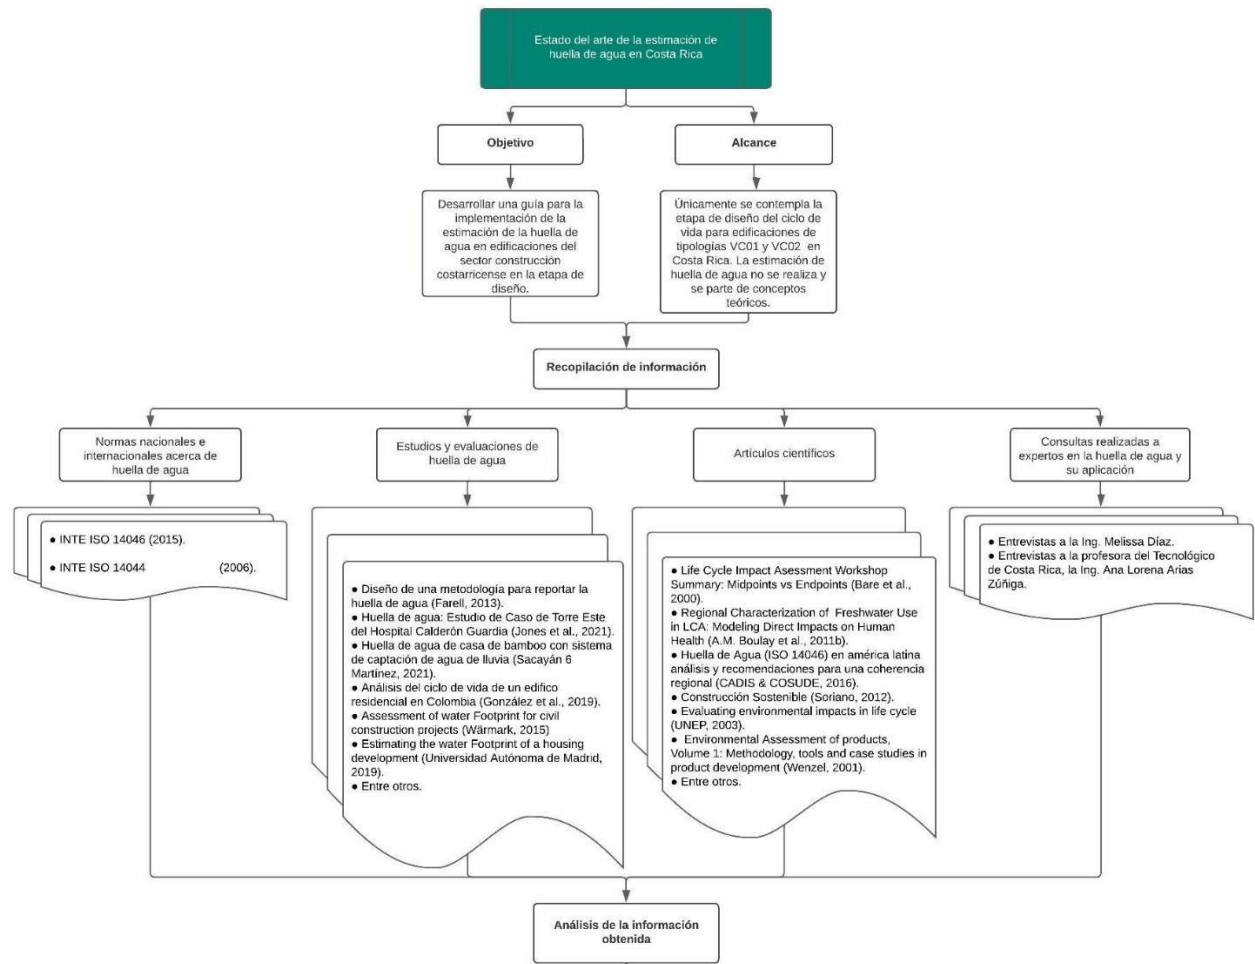 Estado del arte de la estimación de
huella de agua en Costa Rica
Objetivo
Alcance
Desarrollar una guía para la
implementación de la
estimación de la huella de
agua en edificaciones del
sector construcción
costarricense en la etapa de
diseño.
Únicamente se contempla la
etapa de diseño del ciclo de
vida para edificaciones de
tipologías VC01 y VC02 en
Costa Rica. La estimación de
huella de agua no se realiza y
se parte de conceptos
teóricos.
Recopilación de información
Normas nacionales e
internacionales acerca de
huella de agua
Estudios y evaluaciones de
huella de agua
Artículos científicos
Consultas realizadas a
expertos en la huella de agua y
su aplicación
● INTE ISO 14046 (2015).
● INTE ISO 14044 (2006).
● Diseño de una metodología para reportar la
huella de agua (Farell, 2013).
● Huella de agua: Estudio de Caso de Torre Este
del Hospital Calderón Guardia (Jones et al., 2021).
● Huella de agua de casa de bamboo con sistema
de captación de agua de lluvia (Sacayán 6
Martínez, 2021).
● Análisis del ciclo de vida de un edifico
residencial en Colombia (González et al., 2019).
● Assessment of water Footprint for civil
construction projects (Wärmark, 2015)
● Estimating the water Footprint of a housing
development (Universidad Autónoma de Madrid,
2019).
● Entre otros.
● Life Cycle Impact Asessment Workshop
Summary: Midpoints vs Endpoints (Bare et al.,
2000).
● Regional Characterization of Freshwater Use
in LCA: Modeling Direct Impacts on Human
Health (A.M. Boulay et al., 2011b).
● Huella de Agua (ISO 14046) en américa latina
análisis y recomendaciones para una coherencia
regional (CADIS & COSUDE, 2016).
● Construcción Sostenible (Soriano, 2012).
● Evaluating environmental impacts in life cycle
(UNEP, 2003).
● Environmental Assessment of products,
Volume 1: Methodology, tools and case studies in
product development (Wenzel, 2001).
● Entre otros.
● Entrevistas a la Ing. Melissa Díaz.
● Entrevistas a la profesora del Tecnológico
de Costa Rica, la Ing. Ana Lorena Arias
Zúñiga.
Análisis de la información
obtenida